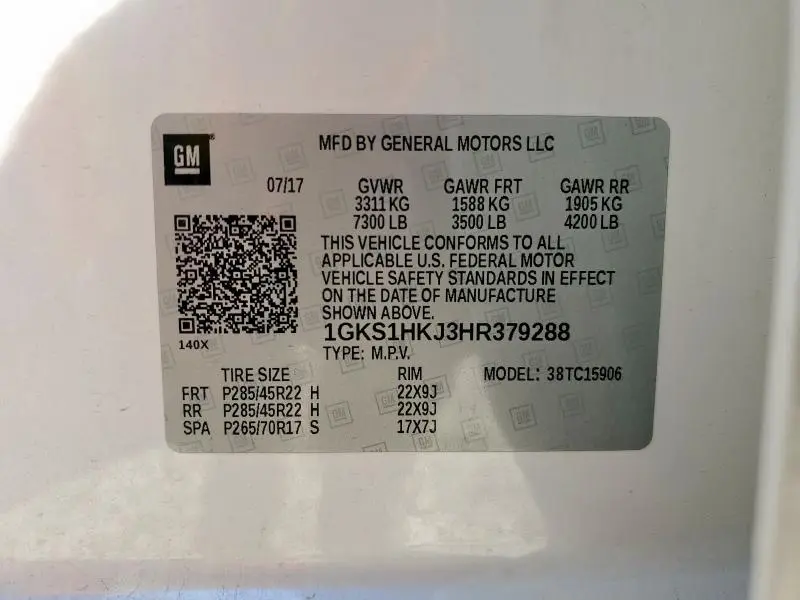 GM
MFD BY GENERAL MOTORS LLC
07/17 GVWR GAWR FRT GAWR RR
3311 KG 1588 KG 1905 KG
7300 LB 3500 LB 4200 LB
THIS VEHICLE CONFORMS TO ALL
APPLICABLE U.S. FEDERAL MOTOR
VEHICLE SAFETY STANDARDS IN EFFECT
ON THE DATE OF MANUFACTURE
SHOWN ABOVE.
1GKS1HKJ3HR379288
140X
TYPE: M.P.V.
TIRE SIZE RIM MODEL: 38TC15906
FRT P285/45R22 H 22X9J
RR P285/45R22 H 22X9J
SPA P265/70R17 S 17X7J